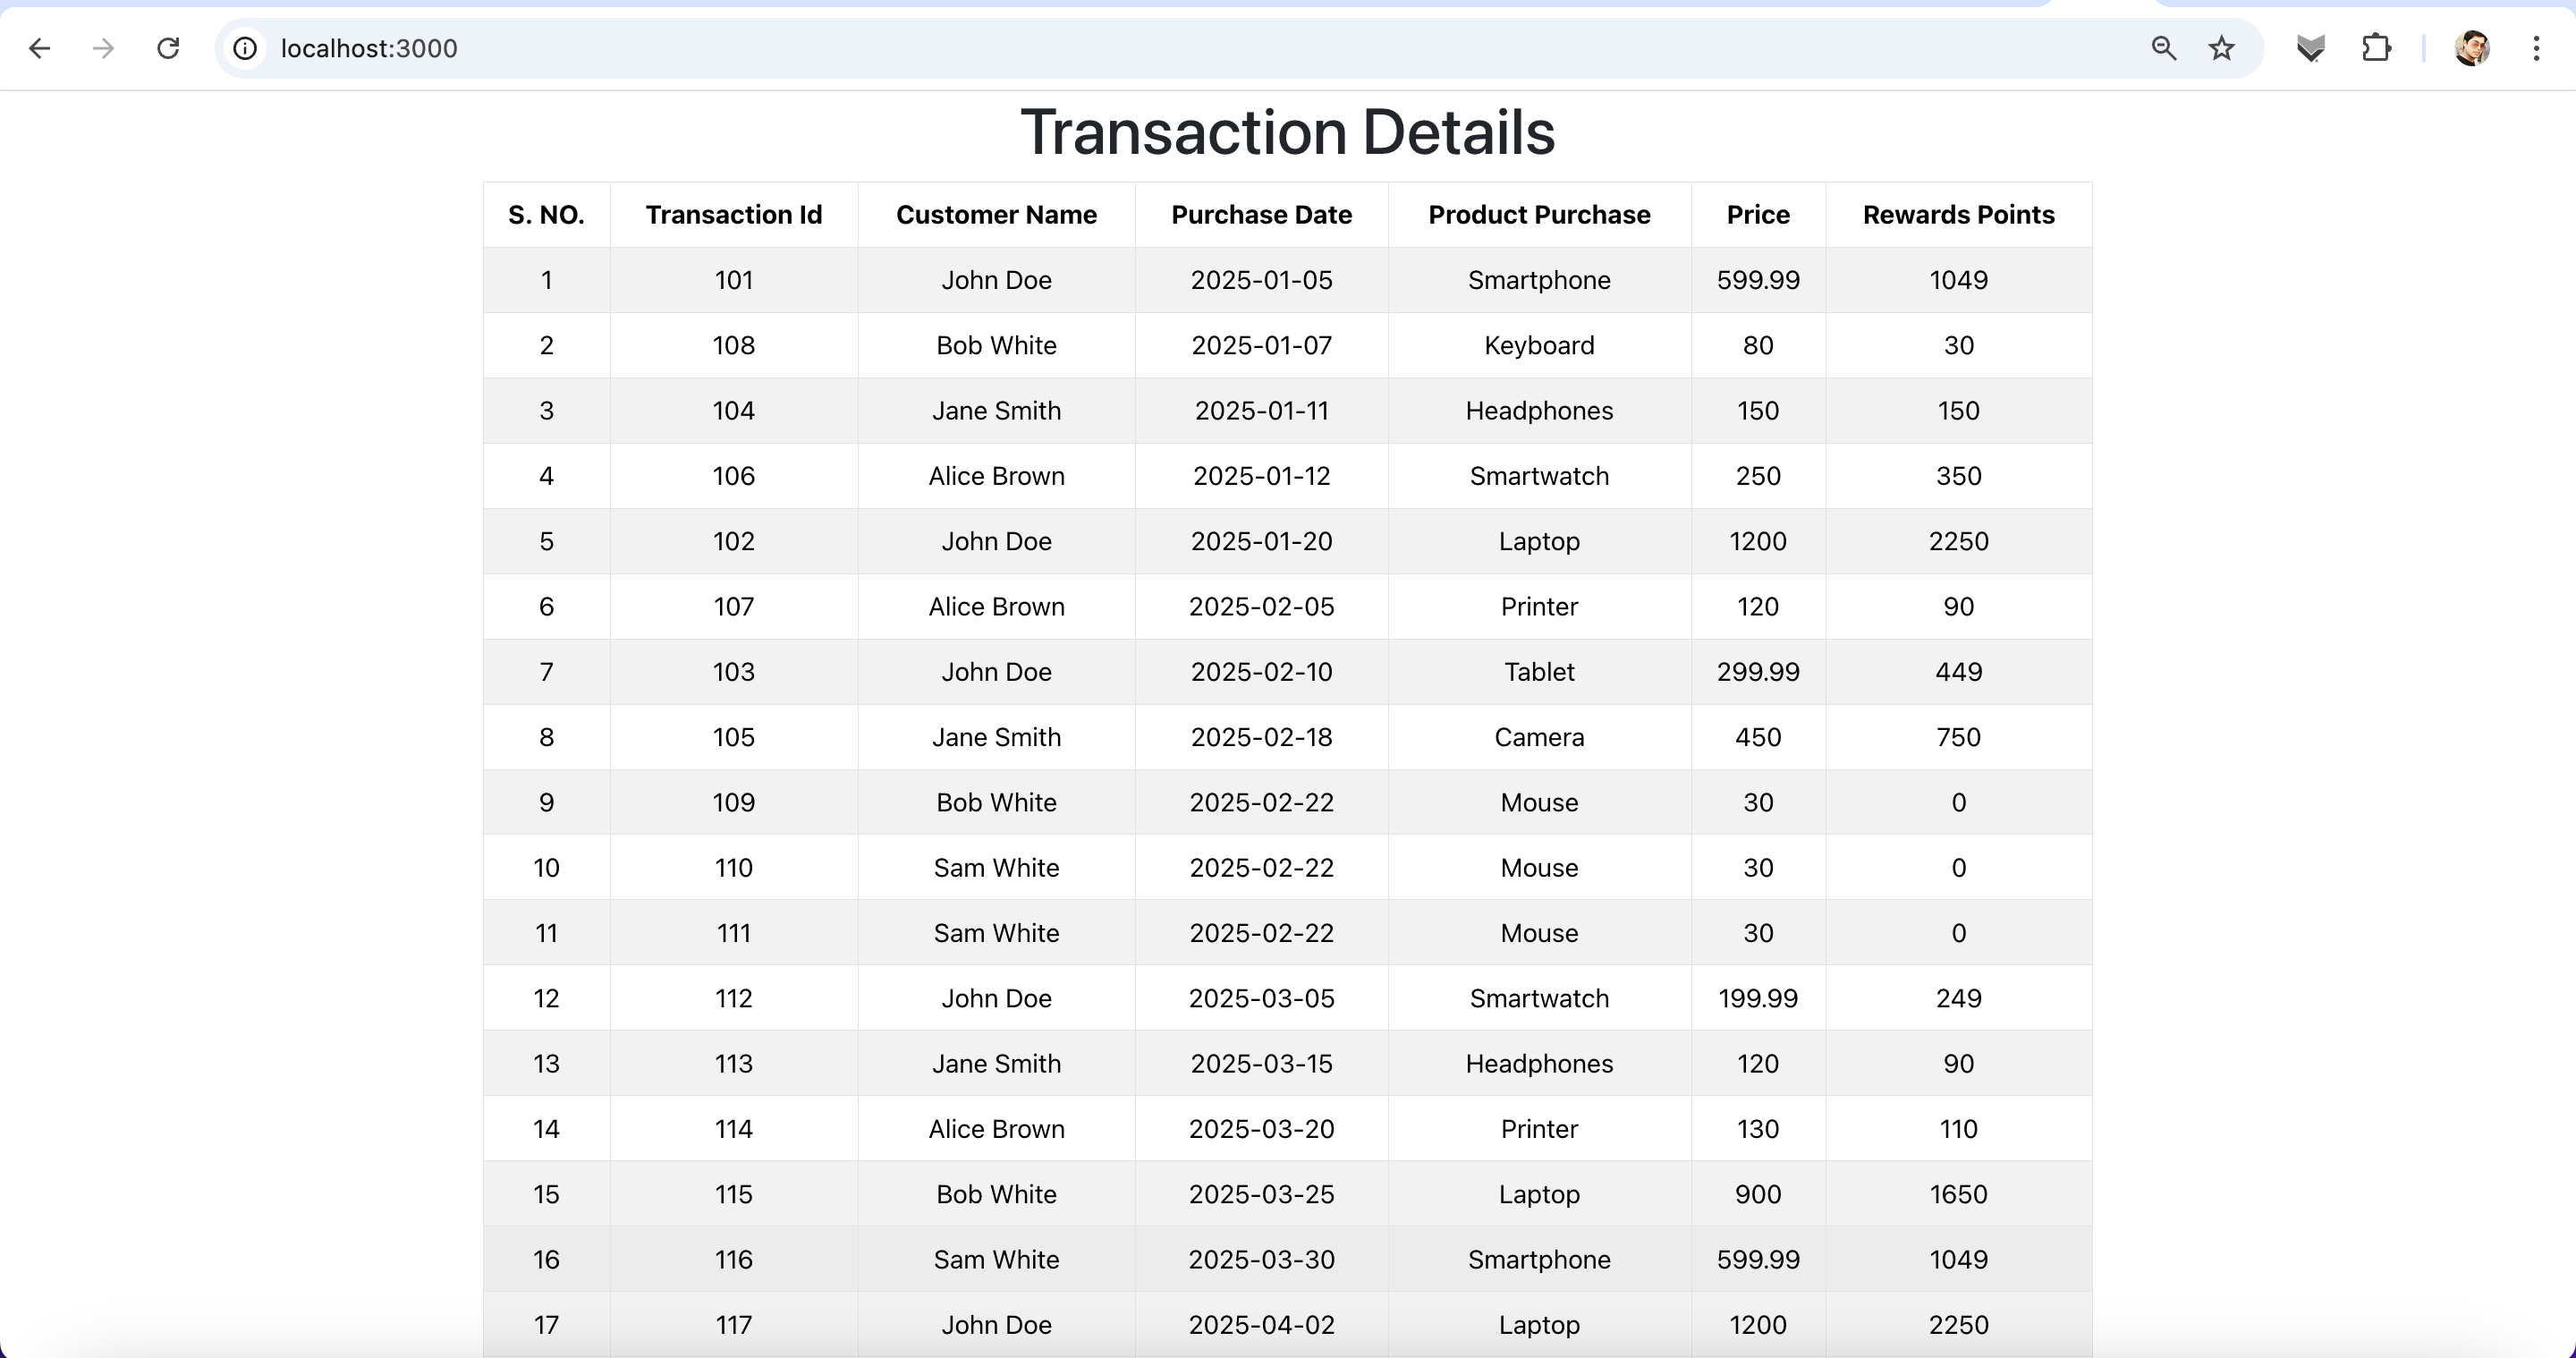 localhost:3000
Transaction Details
S. NO. Transaction Id Customer Name Purchase Date Product Purchase Price Rewards Points
1 101 John Doe 2025-01-05 Smartphone 599.99 1049
2 108 Bob White 2025-01-07 Keyboard 80 30
3 104 Jane Smith 2025-01-11 Headphones 150 150
4 106 Alice Brown 2025-01-12 Smartwatch 250 350
5 102 John Doe 2025-01-20 Laptop 1200 2250
6 107 Alice Brown 2025-02-05 Printer 120 90
7 103 John Doe 2025-02-10 Tablet 299.99 449
8 105 Jane Smith 2025-02-18 Camera 450 750
9 109 Bob White 2025-02-22 Mouse 30 0
10 110 Sam White 2025-02-22 Mouse 30 0
11 111 Sam White 2025-02-22 Mouse 30 0
12 112 John Doe 2025-03-05 Smartwatch 199.99 249
13 113 Jane Smith 2025-03-15 Headphones 120 90
14 114 Alice Brown 2025-03-20 Printer 130 110
15 115 Bob White 2025-03-25 Laptop 900 1650
16 116 Sam White 2025-03-30 Smartphone 599.99 1049
17 117 John Doe 2025-04-02 Laptop 1200 2250